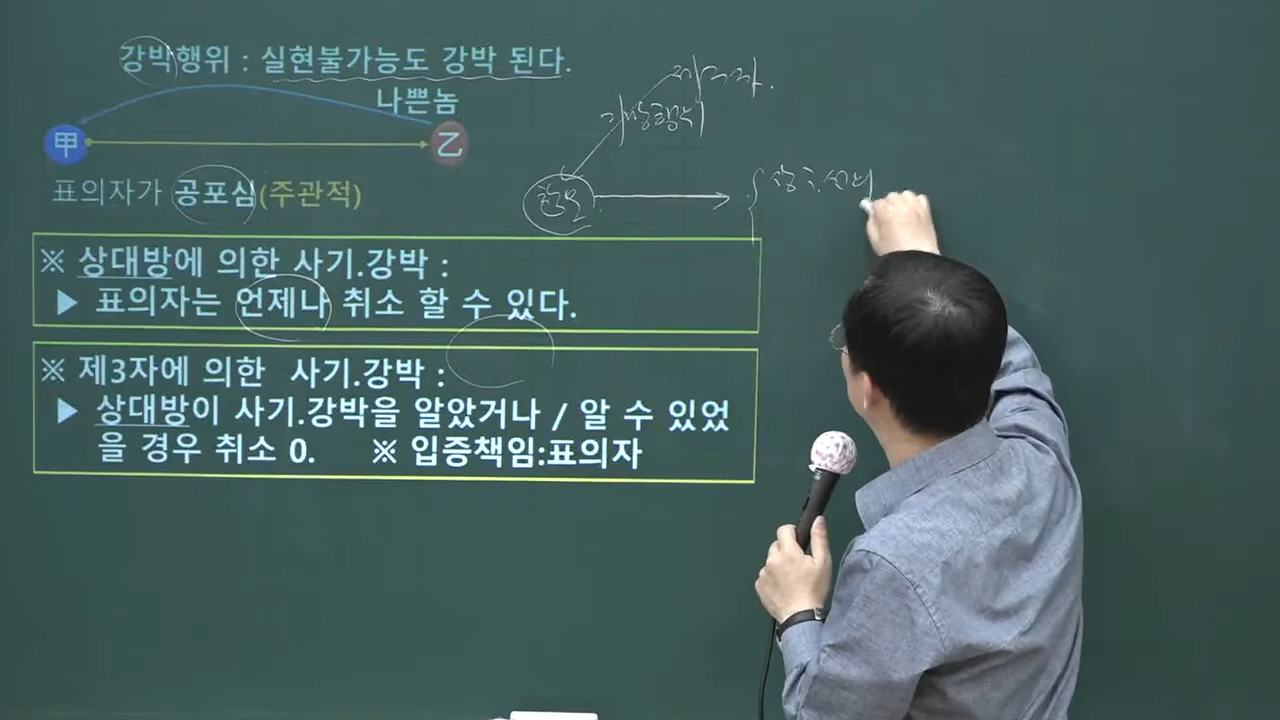 강박행위 : 실현불가능도 강박 된다.
나쁜놈
甲 乙
표의자가 공포심(주관적)
※ 상대방에 의한 사기.강박 :
▶ 표의자는 언제나 취소 할 수 있다.
※ 제3자에 의한 사기.강박 :
▶ 상대방이 사기.강박을 알았거나 / 알 수 있었
을 경우 취소 0. ※ 입증책임:표의자